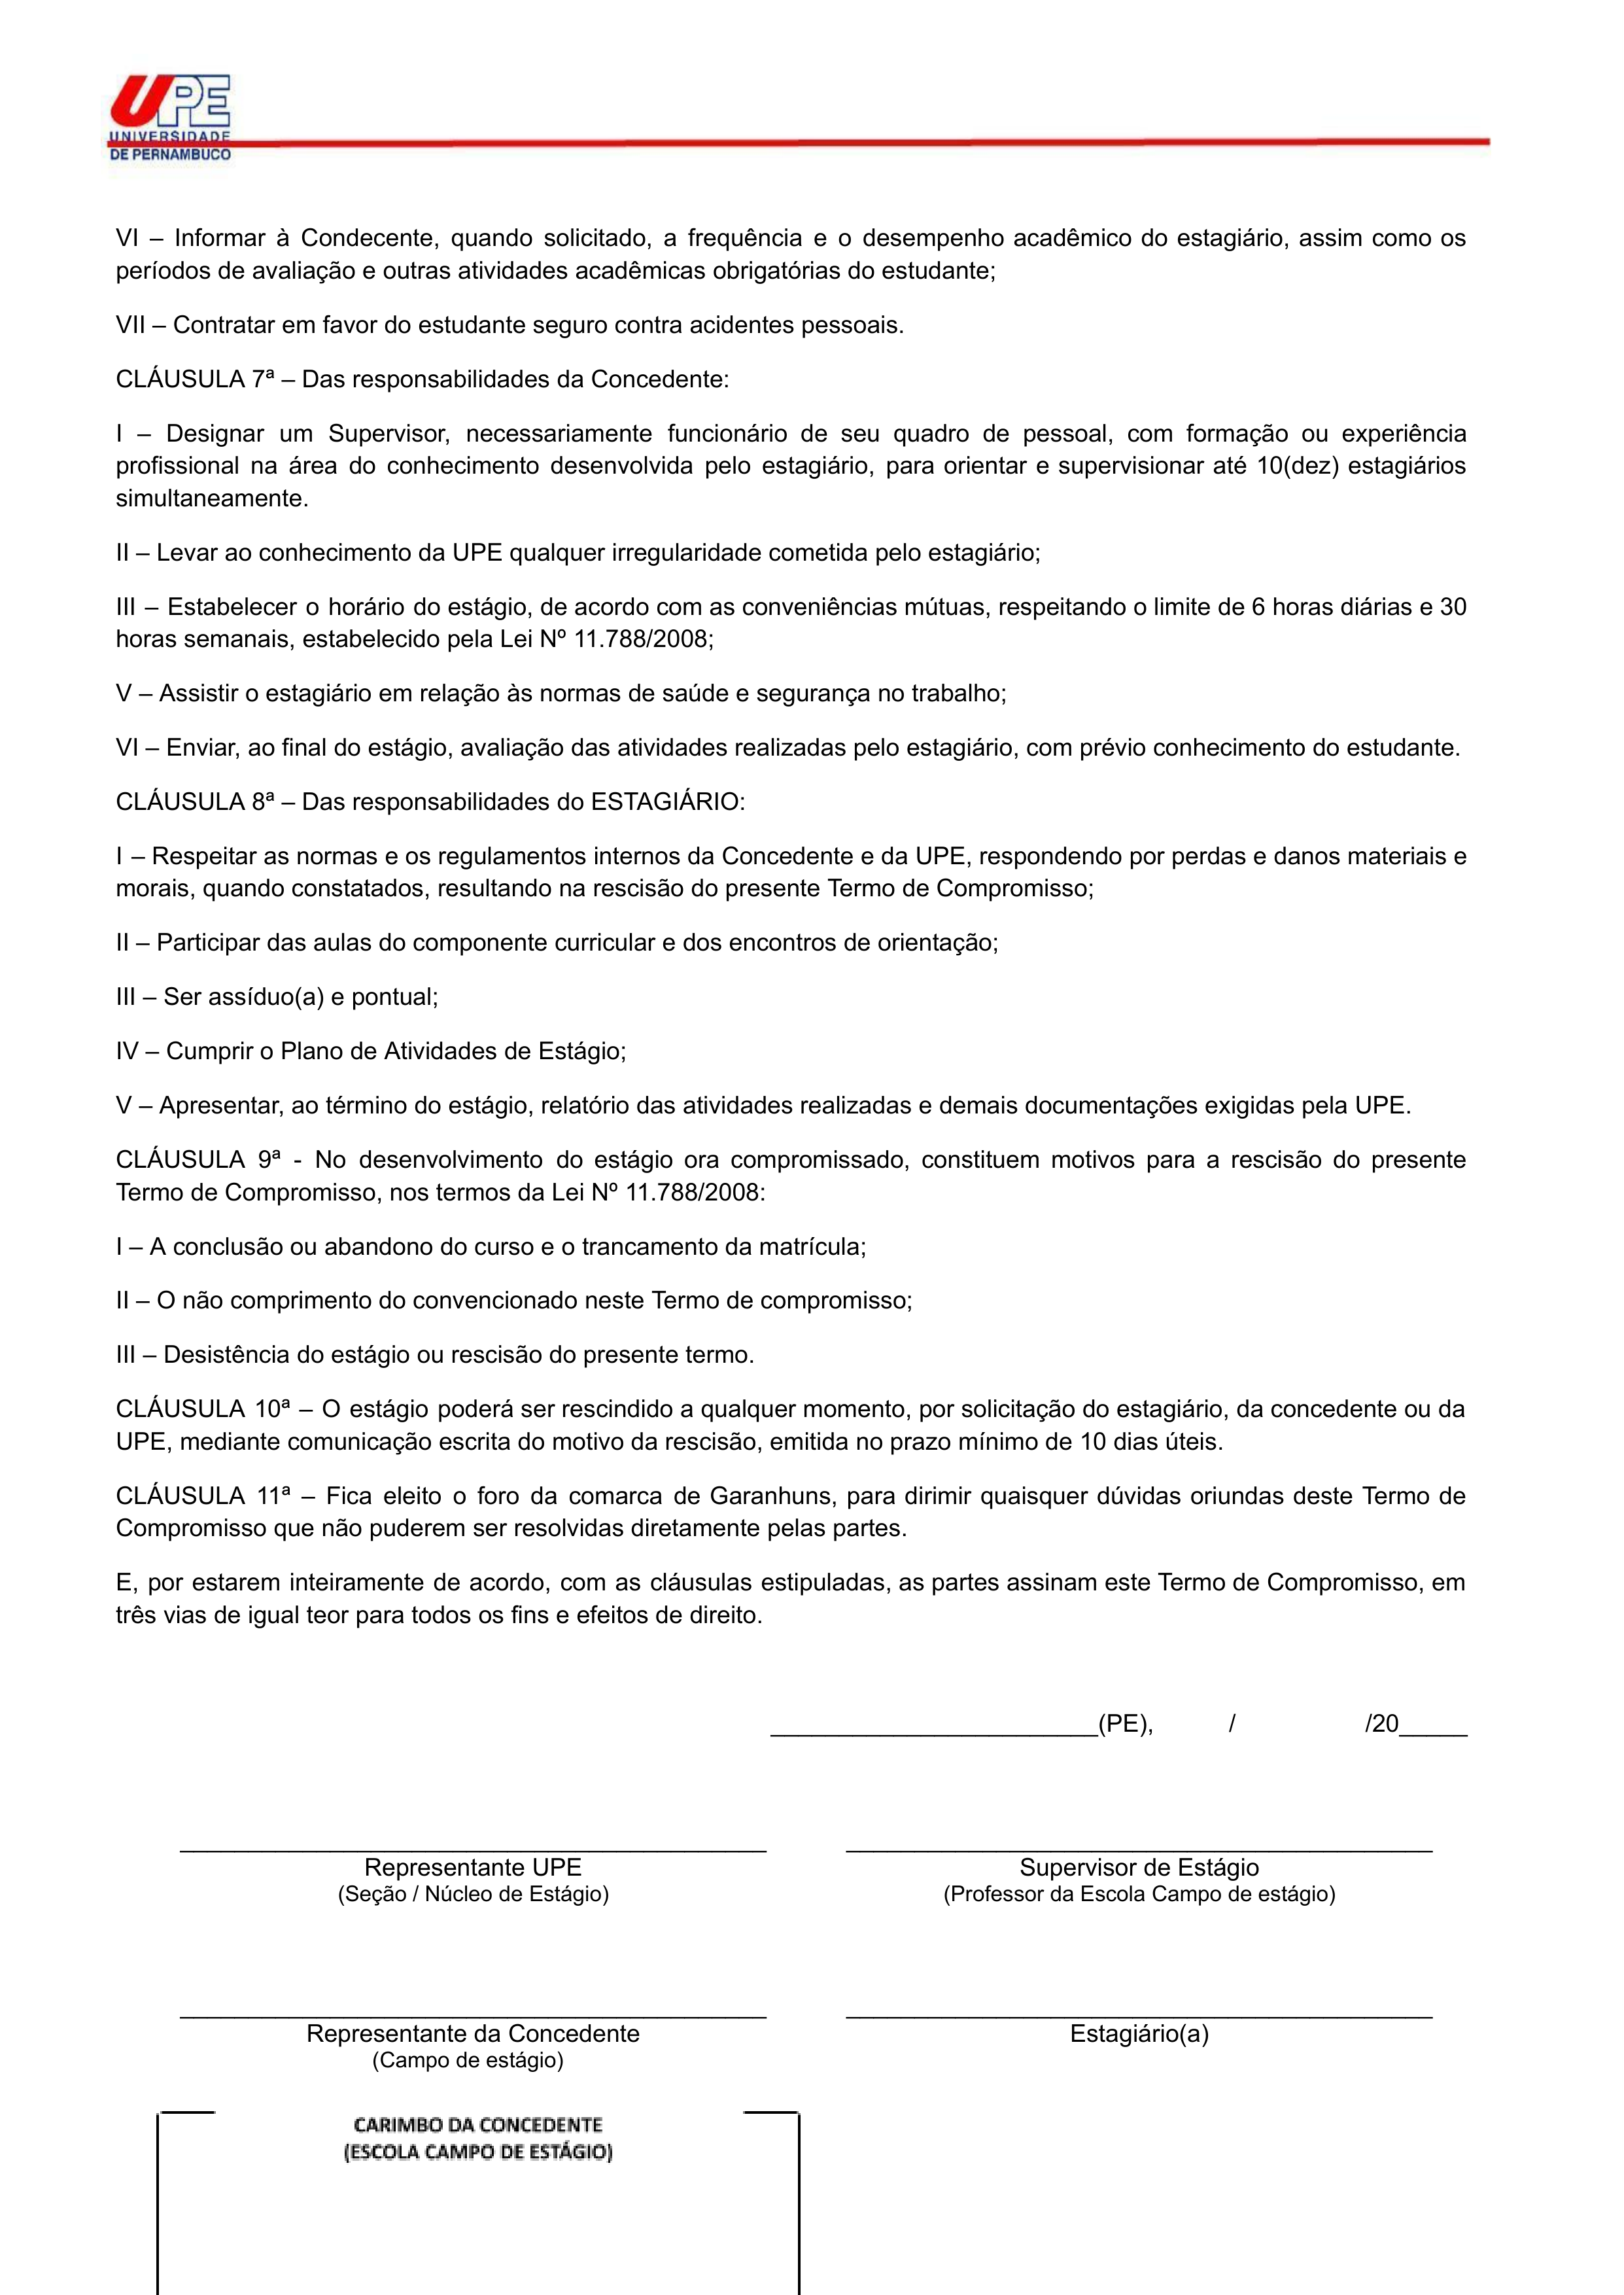 UPE
UNIVERSIDADE
DE PERNAMBUCO
VI – Informar à Condecente, quando solicitado, a frequência e o desempenho acadêmico do estagiário, assim como os
períodos de avaliação e outras atividades acadêmicas obrigatórias do estudante;
VII – Contratar em favor do estudante seguro contra acidentes pessoais.
CLÁUSULA 7ª – Das responsabilidades da Concedente:
I – Designar um Supervisor, necessariamente funcionário de seu quadro de pessoal, com formação ou experiência
profissional na área do conhecimento desenvolvida pelo estagiário, para orientar e supervisionar até 10(dez) estagiários
simultaneamente.
II – Levar ao conhecimento da UPE qualquer irregularidade cometida pelo estagiário;
III – Estabelecer o horário do estágio, de acordo com as conveniências mútuas, respeitando o limite de 6 horas diárias e 30
horas semanais, estabelecido pela Lei Nº 11.788/2008;
V – Assistir o estagiário em relação às normas de saúde e segurança no trabalho;
VI – Enviar, ao final do estágio, avaliação das atividades realizadas pelo estagiário, com prévio conhecimento do estudante.
CLÁUSULA 8ª – Das responsabilidades do ESTAGIÁRIO:
I – Respeitar as normas e os regulamentos internos da Concedente e da UPE, respondendo por perdas e danos materiais e
morais, quando constatados, resultando na rescisão do presente Termo de Compromisso;
II – Participar das aulas do componente curricular e dos encontros de orientação;
III – Ser assíduo(a) e pontual;
IV – Cumprir o Plano de Atividades de Estágio;
V – Apresentar, ao término do estágio, relatório das atividades realizadas e demais documentações exigidas pela UPE.
CLÁUSULA 9ª - No desenvolvimento do estágio ora compromissado, constituem motivos para a rescisão do presente
Termo de Compromisso, nos termos da Lei Nº 11.788/2008:
I – A conclusão ou abandono do curso e o trancamento da matrícula;
II – O não comprimento do convencionado neste Termo de compromisso;
III – Desistência do estágio ou rescisão do presente termo.
CLÁUSULA 10ª – O estágio poderá ser rescindido a qualquer momento, por solicitação do estagiário, da concedente ou da
UPE, mediante comunicação escrita do motivo da rescisão, emitida no prazo mínimo de 10 dias úteis.
CLÁUSULA 11ª – Fica eleito o foro da comarca de Garanhuns, para dirimir quaisquer dúvidas oriundas deste Termo de
Compromisso que não puderem ser resolvidas diretamente pelas partes.
E, por estarem inteiramente de acordo, com as cláusulas estipuladas, as partes assinam este Termo de Compromisso, em
três vias de igual teor para todos os fins e efeitos de direito.
________________________(PE), / /20_____
Representante UPE
(Seção / Núcleo de Estágio)
Supervisor de Estágio
(Professor da Escola Campo de estágio)
Representante da Concedente
(Campo de estágio)
Estagiário(a)
CARIMBO DA CONCEDENTE
(ESCOLA CAMPO DE ESTÁGIO)